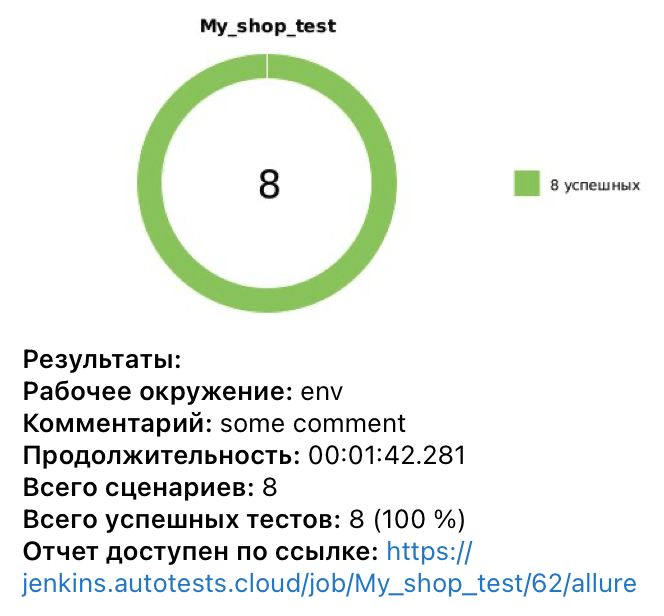 My_shop_test
8
8 успешных
Результаты:
Рабочее окружение: env
Комментарий: some comment
Продолжительность: 00:01:42.281
Всего сценариев: 8
Всего успешных тестов: 8 (100 %)
Отчет доступен по ссылке: https://
jenkins.autotests.cloud/job/My_shop_test/62/allure